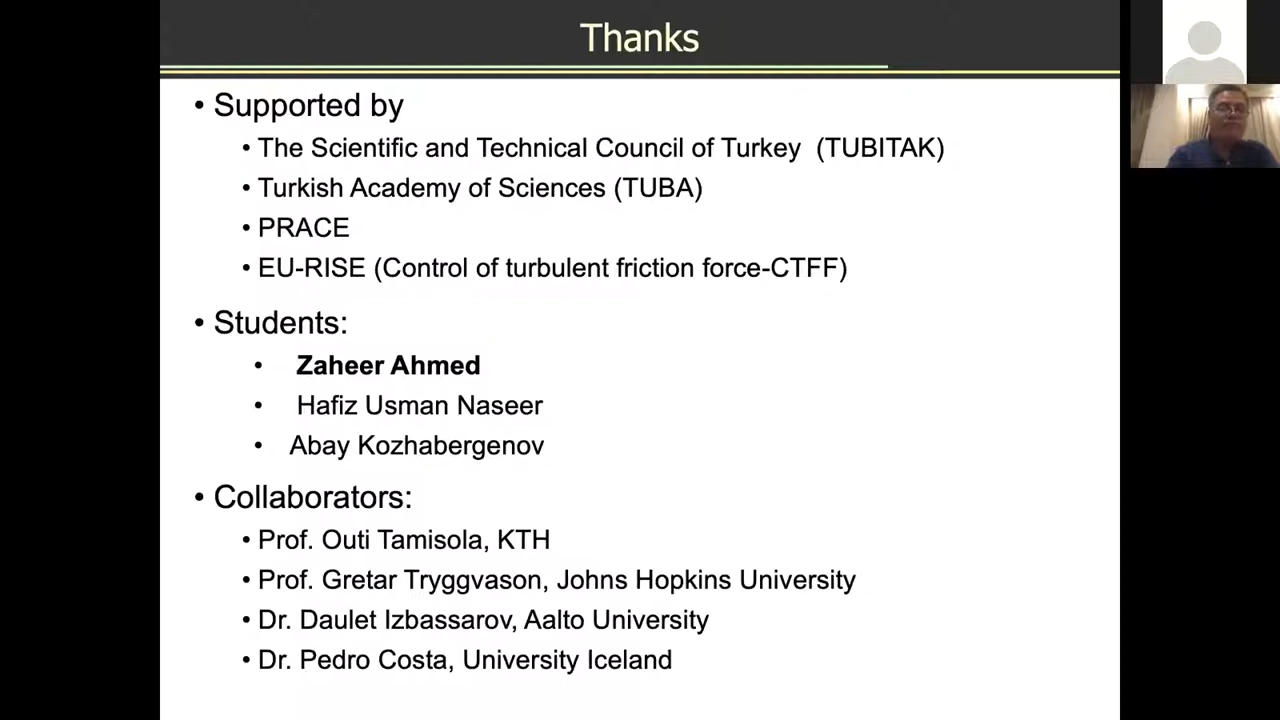 Thanks
• Supported by
• The Scientific and Technical Council of Turkey (TUBITAK)
• Turkish Academy of Sciences (TUBA)
• PRACE
• EU-RISE (Control of turbulent friction force-CTFF)
• Students:
• Zaheer Ahmed
• Hafiz Usman Naseer
• Abay Kozhabergenov
• Collaborators:
• Prof. Outi Tamisola, KTH
• Prof. Gretar Tryggvason, Johns Hopkins University
• Dr. Daulet Izbassarov, Aalto University
• Dr. Pedro Costa, University Iceland